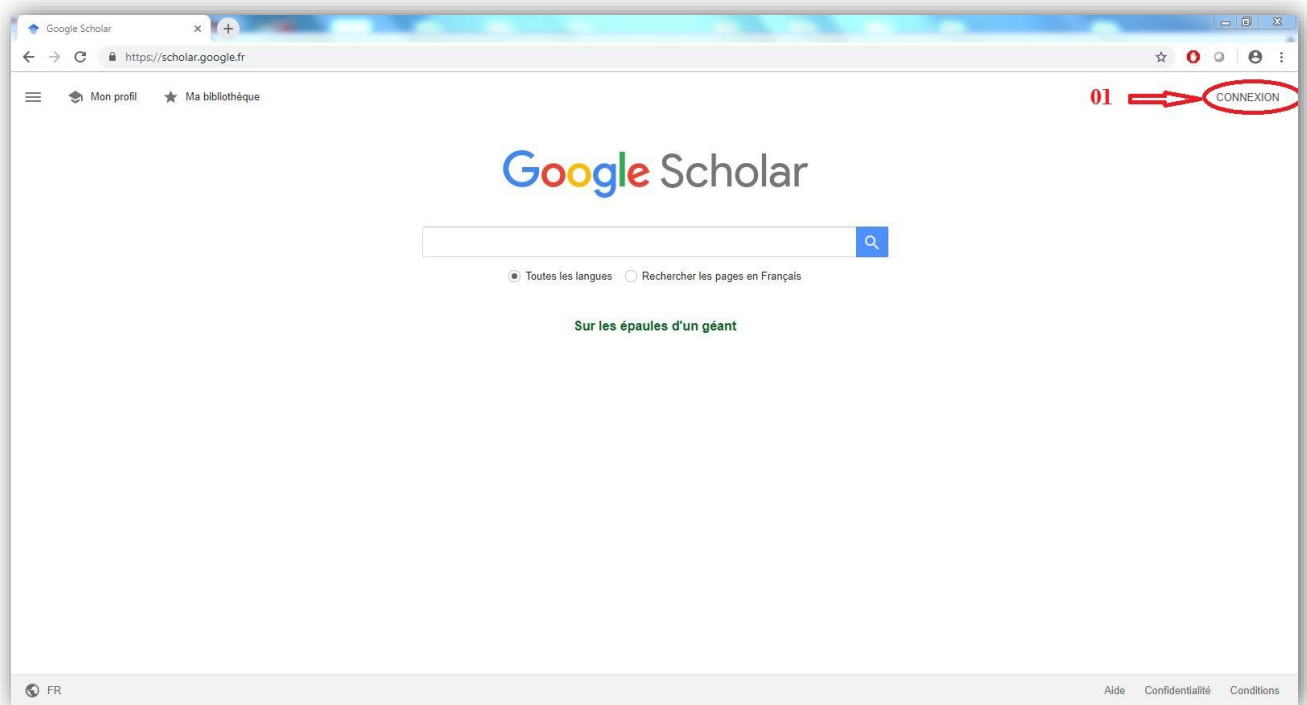 Google Scholar
https://scholar.google.fr
Mon profil Ma bibliothèque 01 CONNEXION
Google Scholar
Toutes les langues Rechercher les pages en Français
Sur les épaules d'un géant
FR Aide Confidentialité Conditions